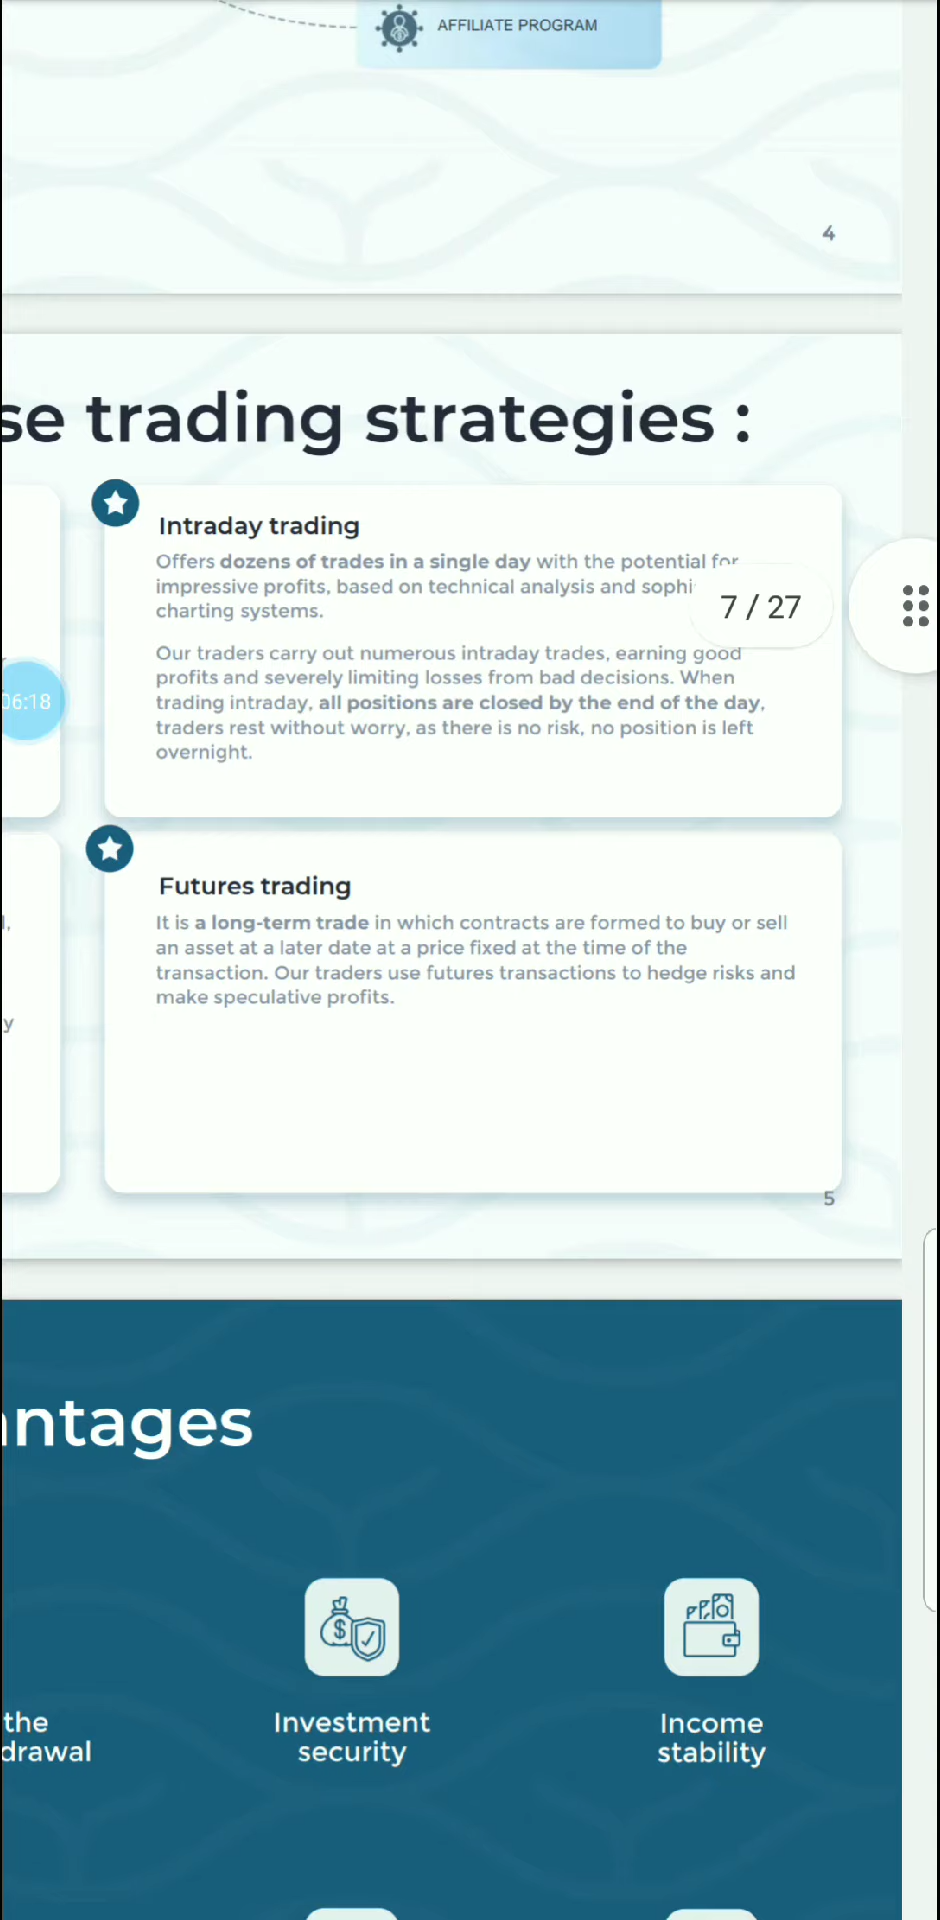 AFFILIATE PROGRAM
4
se trading strategies :
Intraday trading
Offers dozens of trades in a single day with the potential for
impressive profits, based on technical analysis and sophi
charting systems.
7 / 27
Our traders carry out numerous intraday trades, earning good
profits and severely limiting losses from bad decisions. When
trading intraday, all positions are closed by the end of the day,
traders rest without worry, as there is no risk, no position is left
overnight.
06:18
Futures trading
It is a long-term trade in which contracts are formed to buy or sell
an asset at a later date at a price fixed at the time of the
transaction. Our traders use futures transactions to hedge risks and
make speculative profits.
l,
y
5
ntages
the
drawal
Investment
security
Income
stability